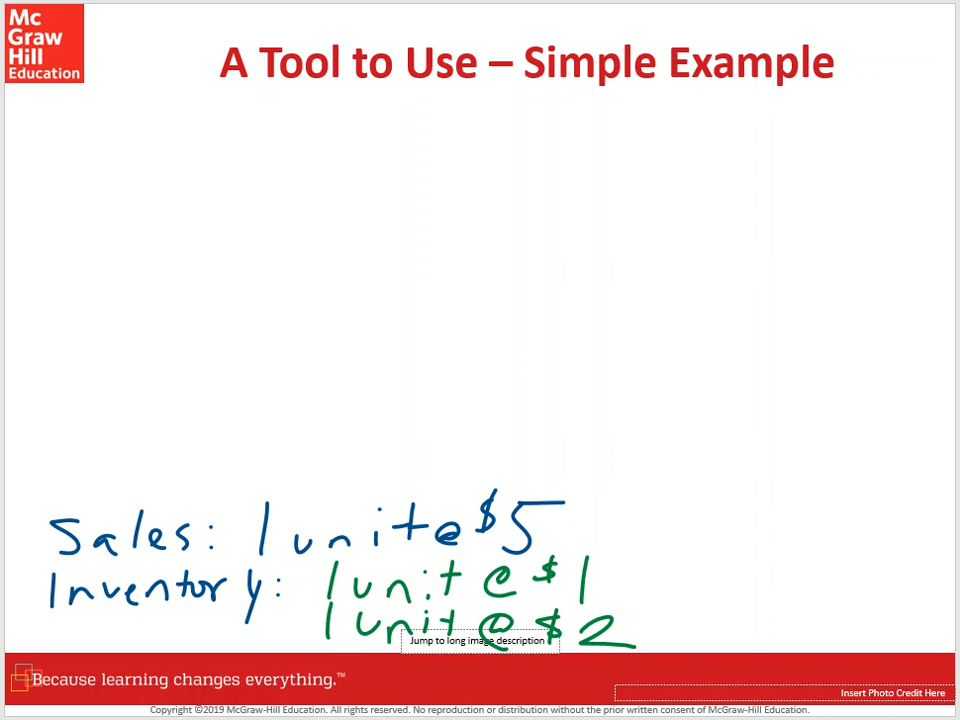 Mc
Graw
Hill
Education
A Tool to Use – Simple Example
Sales: 1 unit @ $5
Inventory: 1 unit @ $1
1 unit @ $2
Jump to long image description
Because learning changes everything.™
Insert Photo Credit Here
Copyright ©2019 McGraw-Hill Education. All rights reserved. No reproduction or distribution without the prior written consent of McGraw-Hill Education.